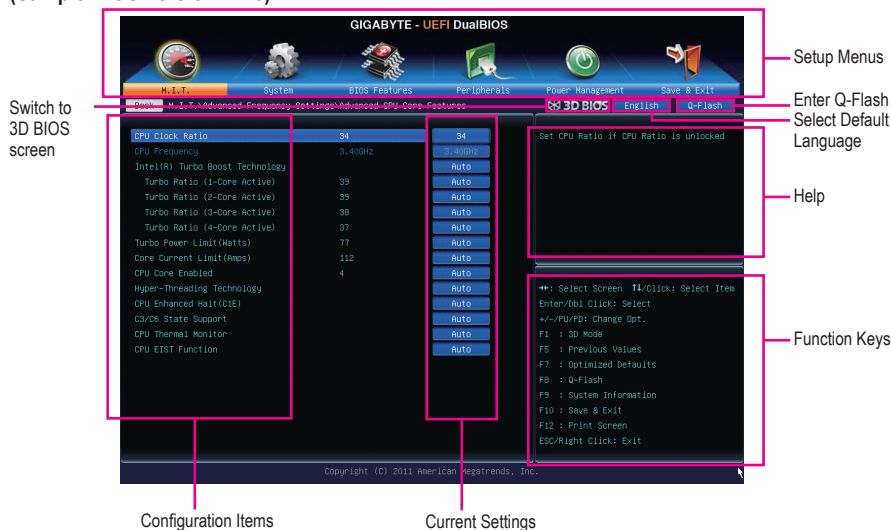 GIGABYTE - UEFI DualBIOS
M.I.T. System BIOS Features Peripherals Power Management Save & Exit
Setup Menus
Back M.I.T.\Advanced Frequency Settings\Advanced CPU Core Features 3D BIOS English Q-Flash
Switch to
3D BIOS
screen
Enter Q-Flash
Select Default
Language
CPU Clock Ratio 34 34
CPU Frequency 3.40GHz 3.40GHz
Intel(R) Turbo Boost Technology Auto
Turbo Ratio (1-Core Active) 39 Auto
Turbo Ratio (2-Core Active) 39 Auto
Turbo Ratio (3-Core Active) 38 Auto
Turbo Ratio (4-Core Active) 37 Auto
Turbo Power Limit(Watts) 77 Auto
Core Current Limit(Amps) 112 Auto
CPU Core Enabled 4 Auto
Hyper-Threading Technology Auto
CPU Enhanced Halt(C1E) Auto
C3/C6 State Support Auto
CPU Thermal Monitor Auto
CPU EIST Function Auto
Set CPU Ratio if CPU Ratio is unlocked
Help
→←: Select Screen ↑↓/Click: Select Item
Enter/Dbl Click: Select
+/-/PU/PD: Change Opt.
F1 : 3D Mode
F5 : Previous Values
F7 : Optimized Defaults
F8 : Q-Flash
F9 : System Information
F10 : Save & Exit
F12 : Print Screen
ESC/Right Click: Exit
Function Keys
Copyright (C) 2011 American Megatrends, Inc.
Configuration Items
Current Settings